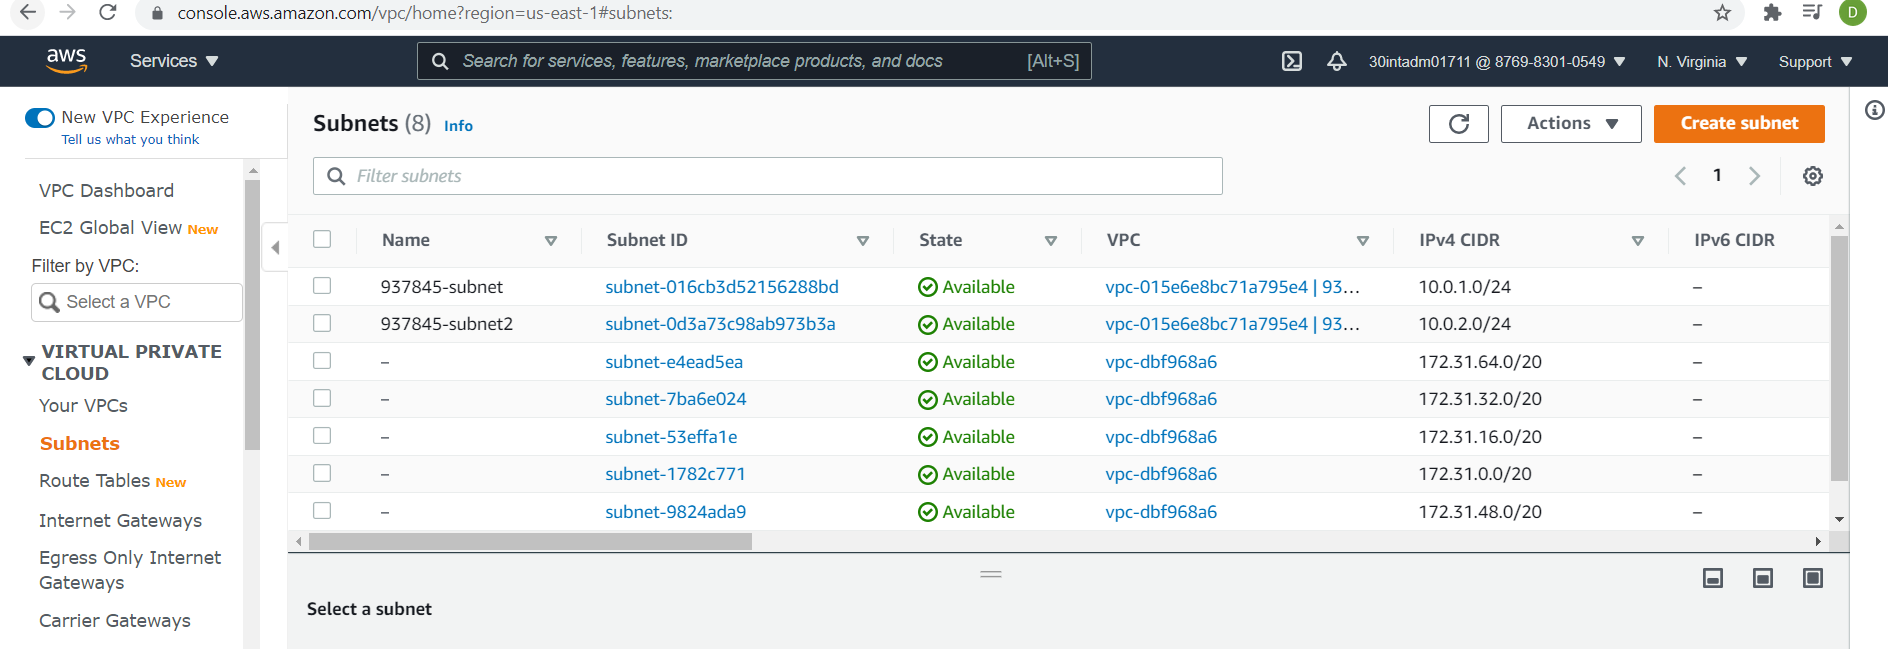 console.aws.amazon.com/vpc/home?region=us-east-1#subnets:
D
aws Services ▼ Search for services, features, marketplace products, and docs [Alt+S] 30intadm01711 @ 8769-8301-0549 ▼ N. Virginia ▼ Support ▼
New VPC Experience
Tell us what you think
VPC Dashboard
EC2 Global View New
Filter by VPC:
Select a VPC
VIRTUAL PRIVATE
CLOUD
Your VPCs
Subnets
Route Tables New
Internet Gateways
Egress Only Internet
Gateways
Carrier Gateways
Subnets (8) Info
Actions ▼ Create subnet
Filter subnets
1
Name Subnet ID State VPC IPv4 CIDR IPv6 CIDR
937845-subnet subnet-016cb3d52156288bd Available vpc-015e6e8bc71a795e4 | 93... 10.0.1.0/24 –
937845-subnet2 subnet-0d3a73c98ab973b3a Available vpc-015e6e8bc71a795e4 | 93... 10.0.2.0/24 –
– subnet-e4ead5ea Available vpc-dbf968a6 172.31.64.0/20 –
– subnet-7ba6e024 Available vpc-dbf968a6 172.31.32.0/20 –
– subnet-53effa1e Available vpc-dbf968a6 172.31.16.0/20 –
– subnet-1782c771 Available vpc-dbf968a6 172.31.0.0/20 –
– subnet-9824ada9 Available vpc-dbf968a6 172.31.48.0/20 –
Select a subnet